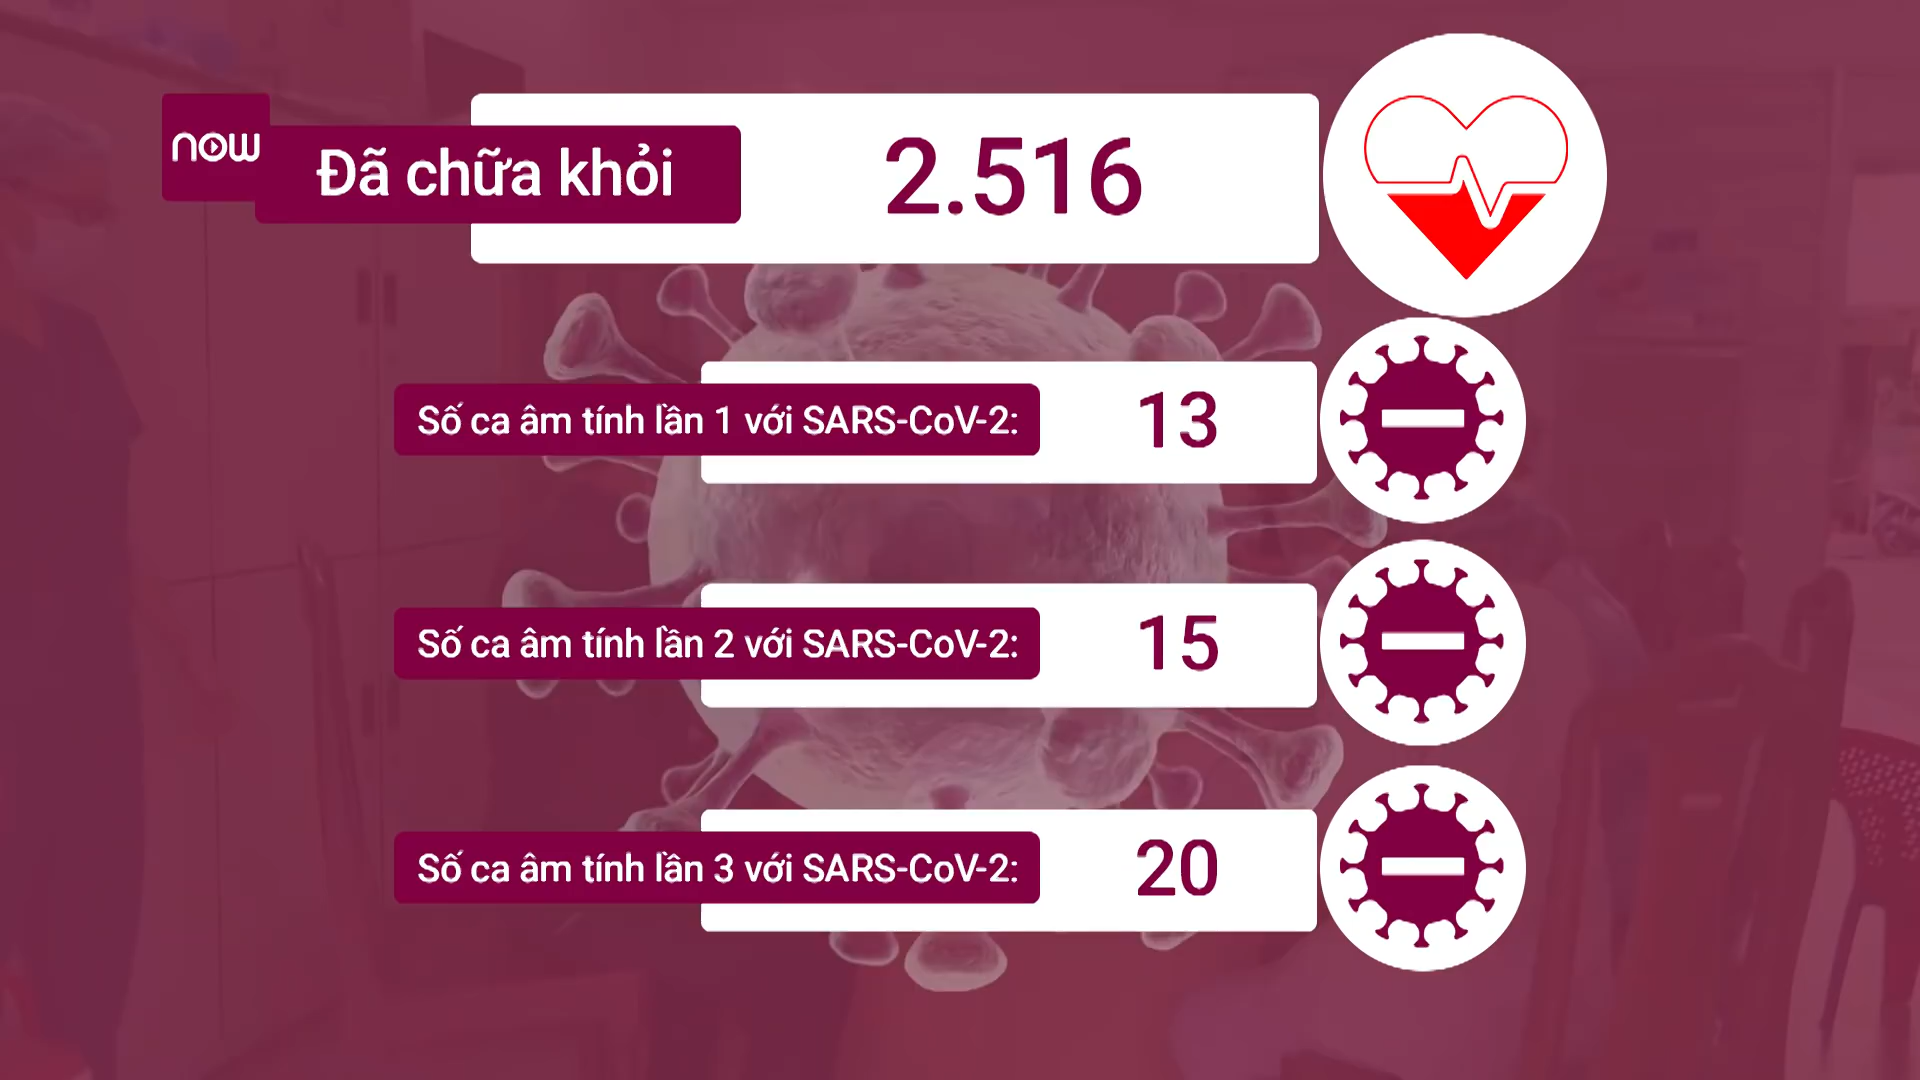 now
Đã chữa khỏi
2.516
Số ca âm tính lần 1 với SARS-CoV-2:
13
Số ca âm tính lần 2 với SARS-CoV-2:
15
Số ca âm tính lần 3 với SARS-CoV-2:
20